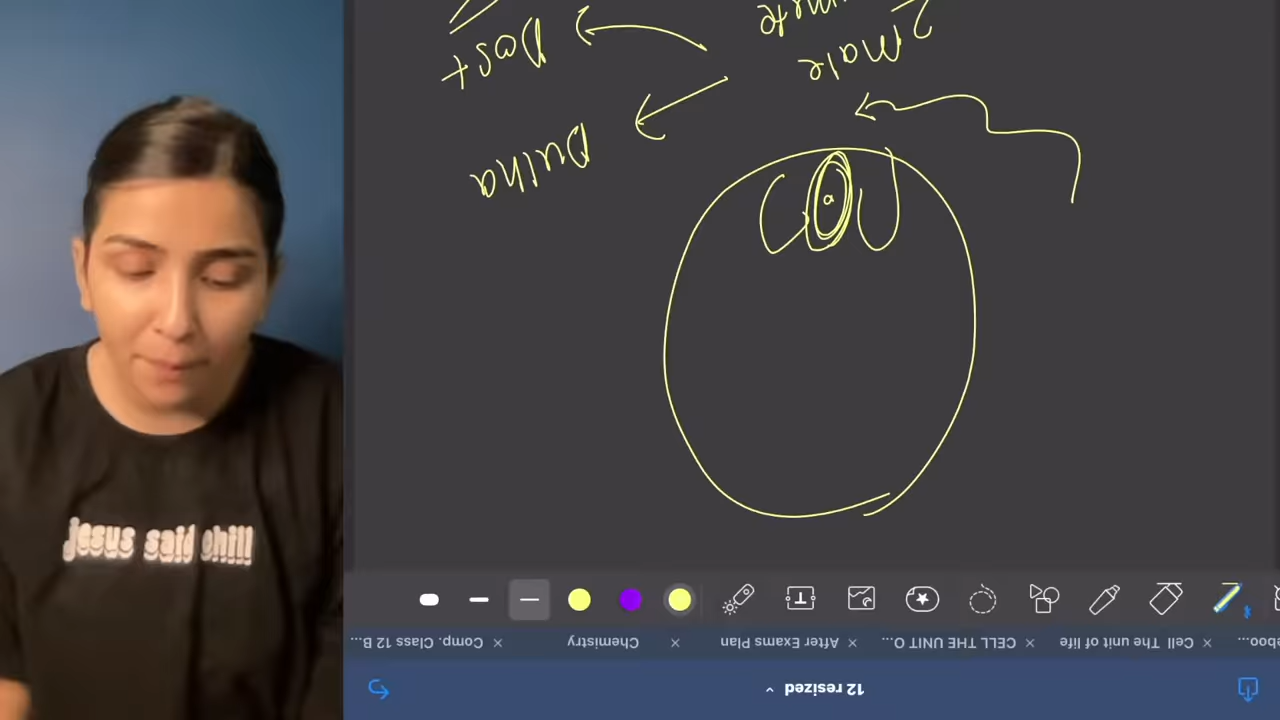 jesus said chill
12 resized
Comp. Class 12 B...
Chemistry
After Exams Plan
CELL THE UNIT O...
Cell The unit of life
2 male
Dulha
Dost